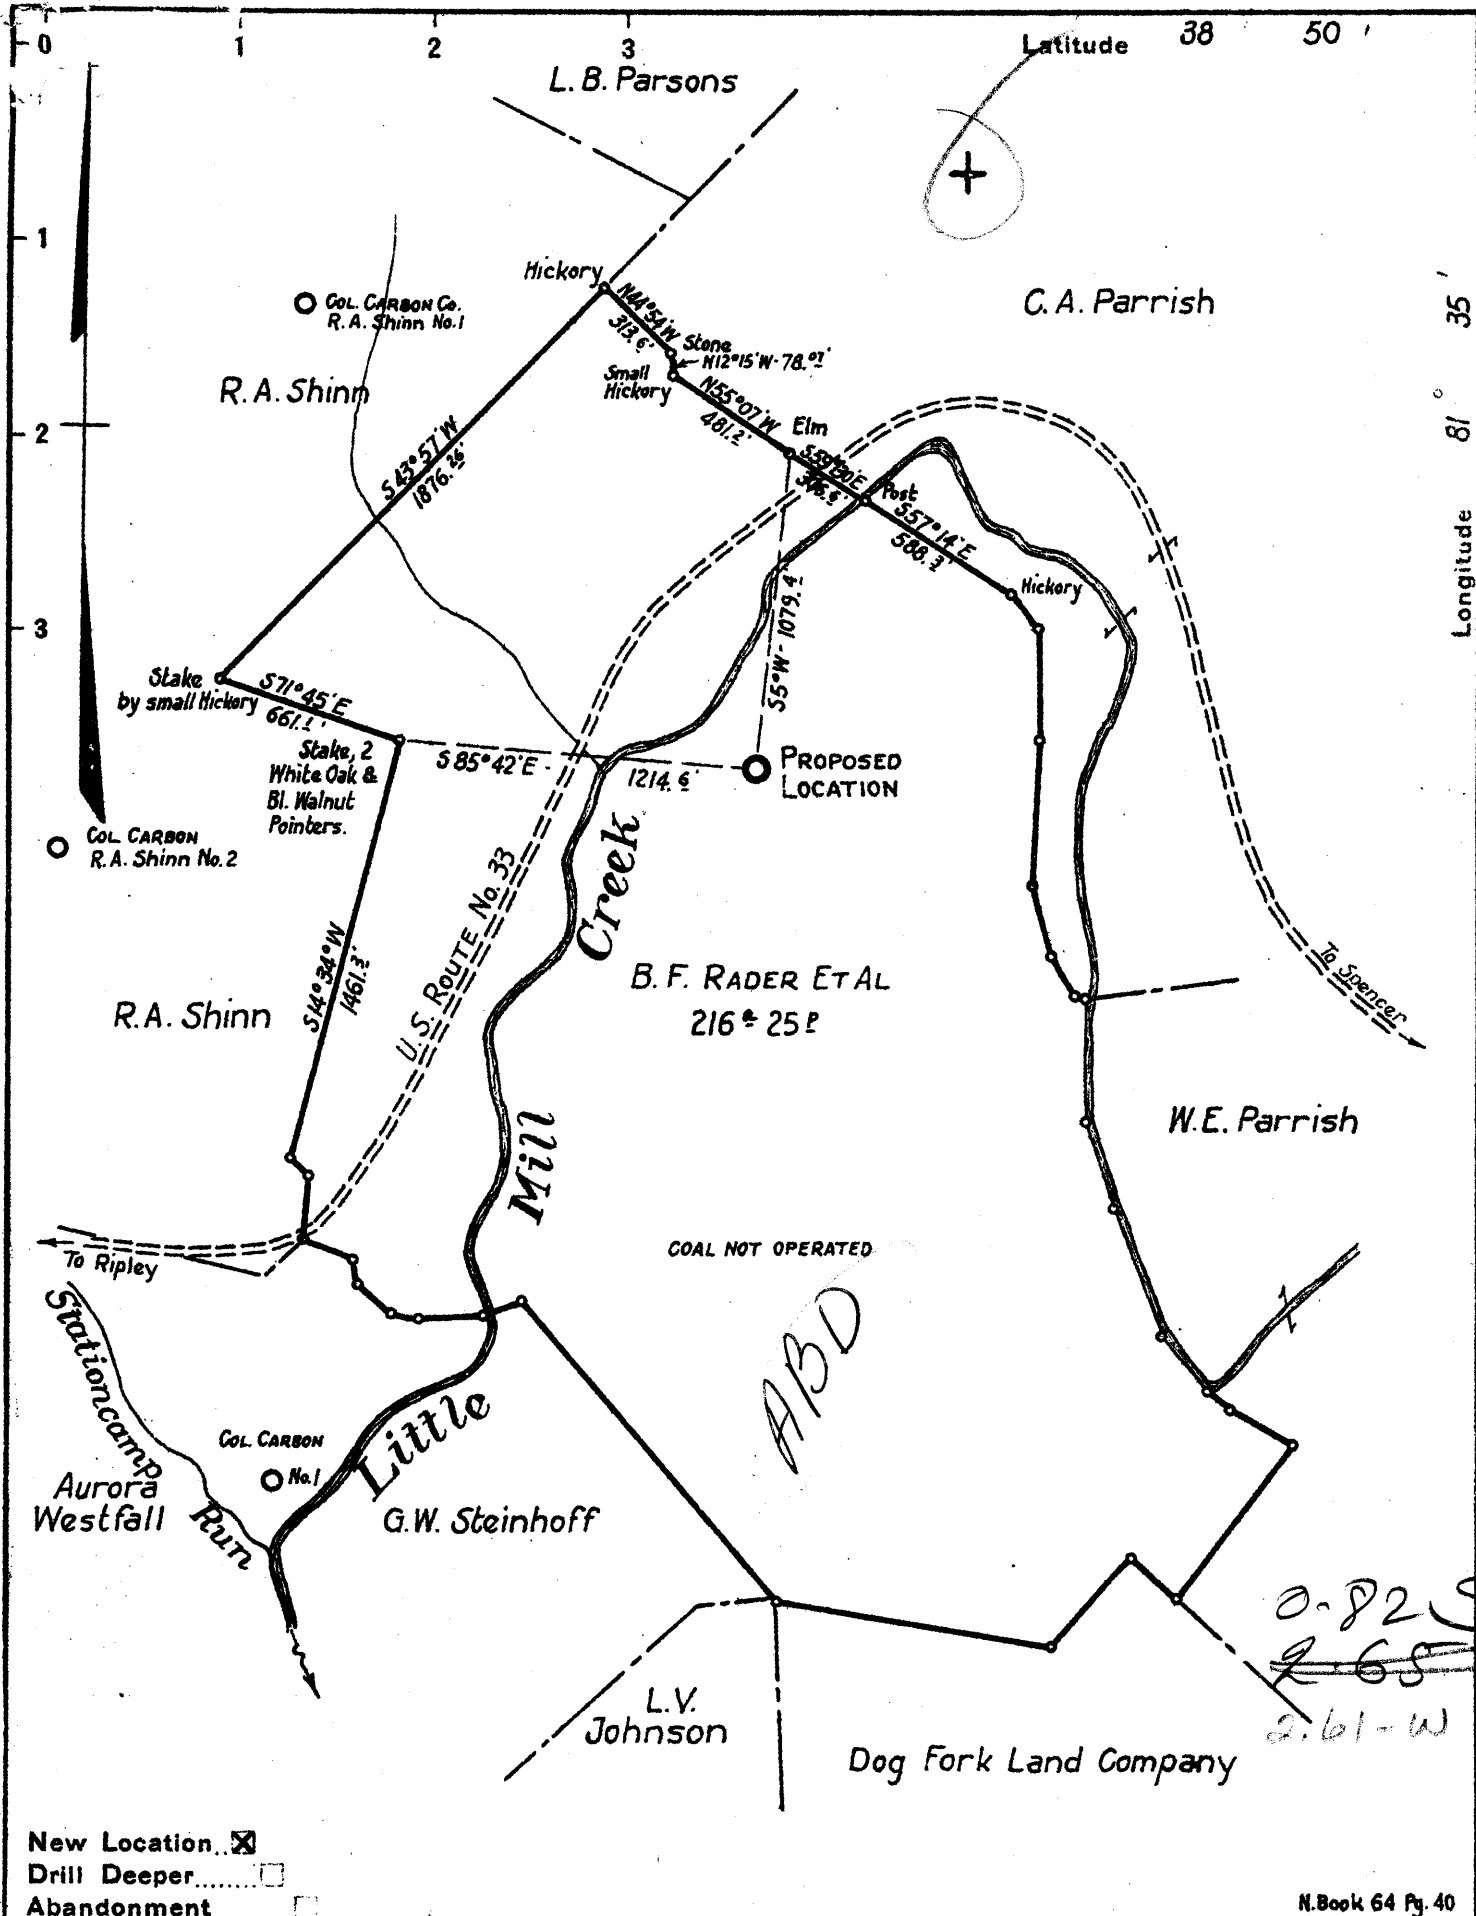 0 1 2 3 Latitude 38 50 '
L. B. Parsons
1
2
3
Longitude 81 ° 35 '
Hickory
COL. CARBON CO.
R.A. Shinn No.1
C.A. Parrish
N44°54'W
313.6'
Stone
N12°15'W - 78.07'
R.A. Shinn
Small
Hickory
N55°07'W
481.2'
Elm
S43°57'W
1876.26'
S59°30'E
Post
S57°14'E
588.3'
Hickory
S5°W - 1079.4'
Stake
by small Hickory
S71°45'E
661.1'
Stake, 2
White Oak &
Bl. Walnut
Pointers.
S85°42'E -
1214.6'
PROPOSED
LOCATION
COL. CARBON
R.A. Shinn No.2
U.S. ROUTE No. 33
Creek
B. F. RADER ET AL
216 a 25 P
To Spencer
R.A. Shinn
S14°34'W
1461.3'
W.E. Parrish
Mill
To Ripley
COAL NOT OPERATED
ABD
Stationcamp
Little
COL. CARBON
No.1
Aurora
Westfall
Run
G.W. Steinhoff
0-82 S
2.65
2.61-W
L.V.
Johnson
Dog Fork Land Company
New Location..☒
Drill Deeper........☐
Abandonment ☐
N.Book 64 Pg. 40